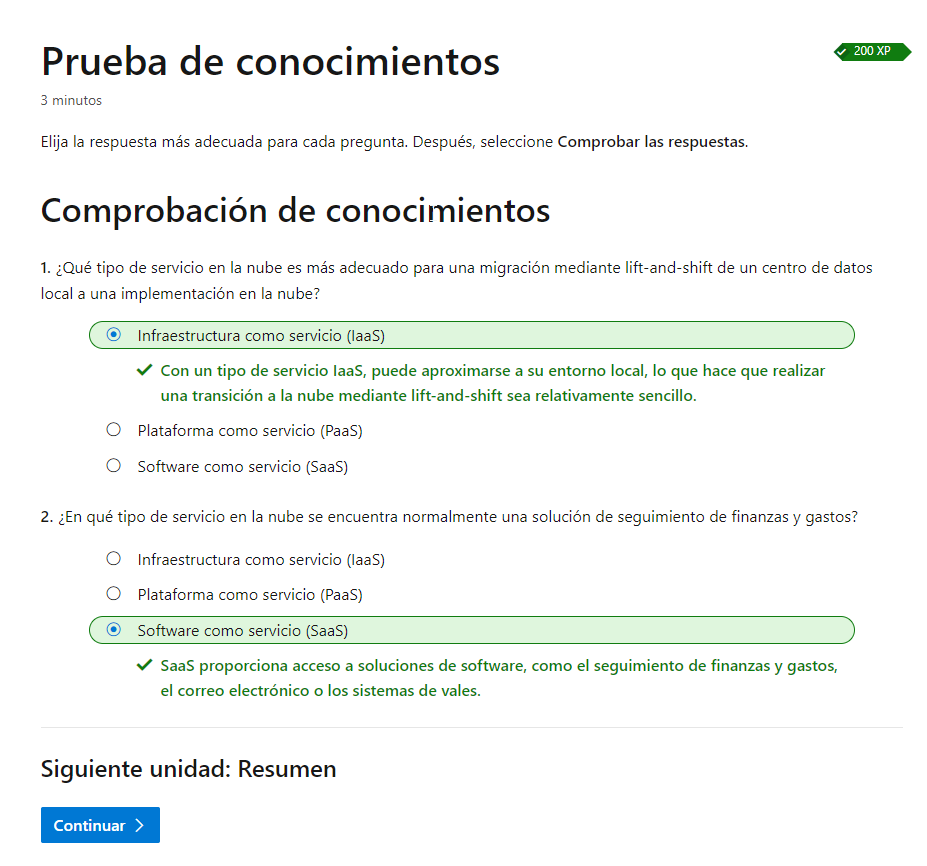 Prueba de conocimientos
200 XP
3 minutos
Elija la respuesta más adecuada para cada pregunta. Después, seleccione Comprobar las respuestas.
Comprobación de conocimientos
1. ¿Qué tipo de servicio en la nube es más adecuado para una migración mediante lift-and-shift de un centro de datos
local a una implementación en la nube?
Infraestructura como servicio (IaaS)
Con un tipo de servicio IaaS, puede aproximarse a su entorno local, lo que hace que realizar
una transición a la nube mediante lift-and-shift sea relativamente sencillo.
Plataforma como servicio (PaaS)
Software como servicio (SaaS)
2. ¿En qué tipo de servicio en la nube se encuentra normalmente una solución de seguimiento de finanzas y gastos?
Infraestructura como servicio (IaaS)
Plataforma como servicio (PaaS)
Software como servicio (SaaS)
SaaS proporciona acceso a soluciones de software, como el seguimiento de finanzas y gastos,
el correo electrónico o los sistemas de vales.
Siguiente unidad: Resumen
Continuar